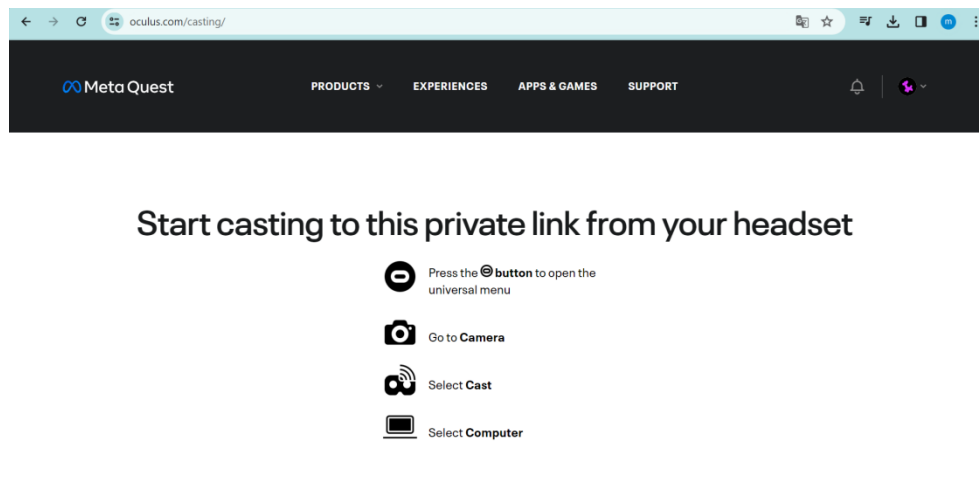 oculus.com/casting/
m
Meta Quest
PRODUCTS
EXPERIENCES
APPS & GAMES
SUPPORT
Start casting to this private link from your headset
Press the button to open the
universal menu
Go to Camera
Select Cast
Select Computer